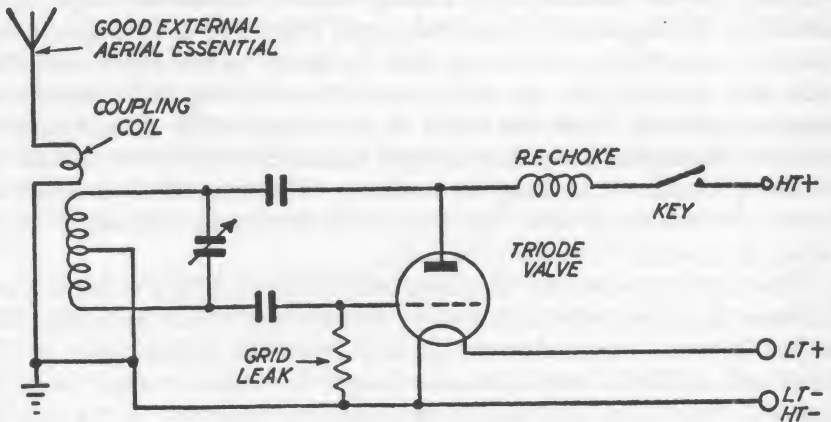 GOOD EXTERNAL
AERIAL ESSENTIAL
COUPLING
COIL
R.F. CHOKE
HT+
KEY
TRIODE
VALVE
GRID
LEAK
LT+
LT-
HT-